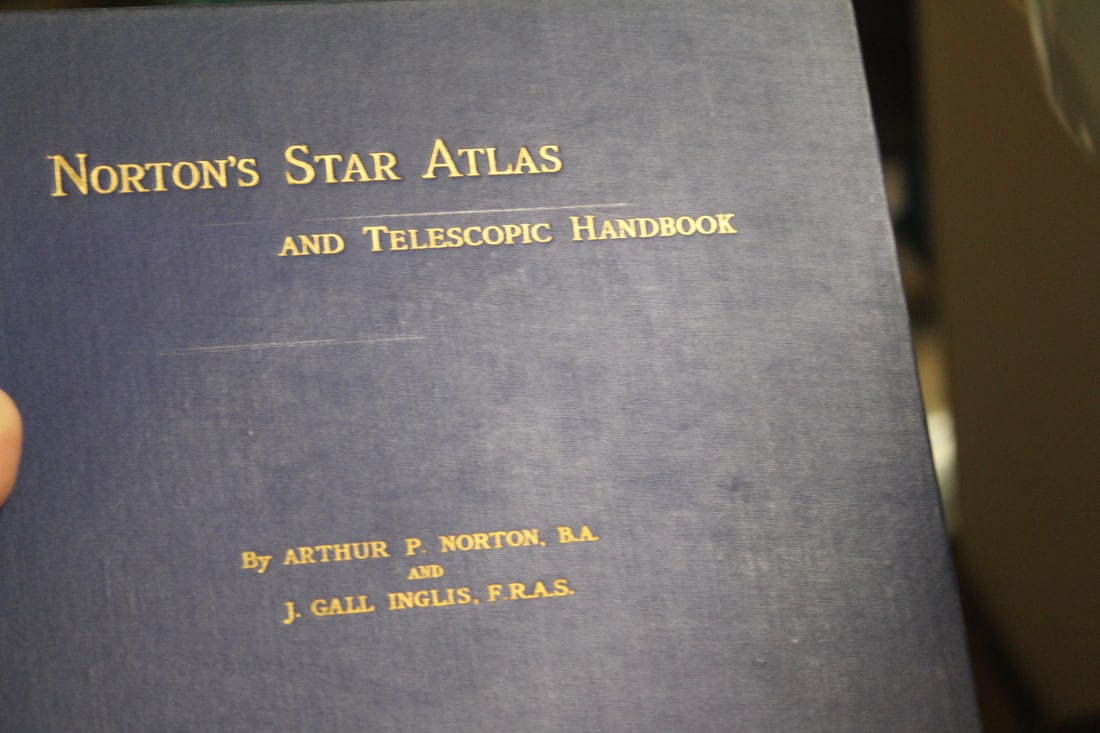 NORTON'S STAR ATLAS
AND TELESCOPIC HANDBOOK
By ARTHUR P. NORTON, B.A.
AND
J. GALL INGLIS, F.R.A.S.